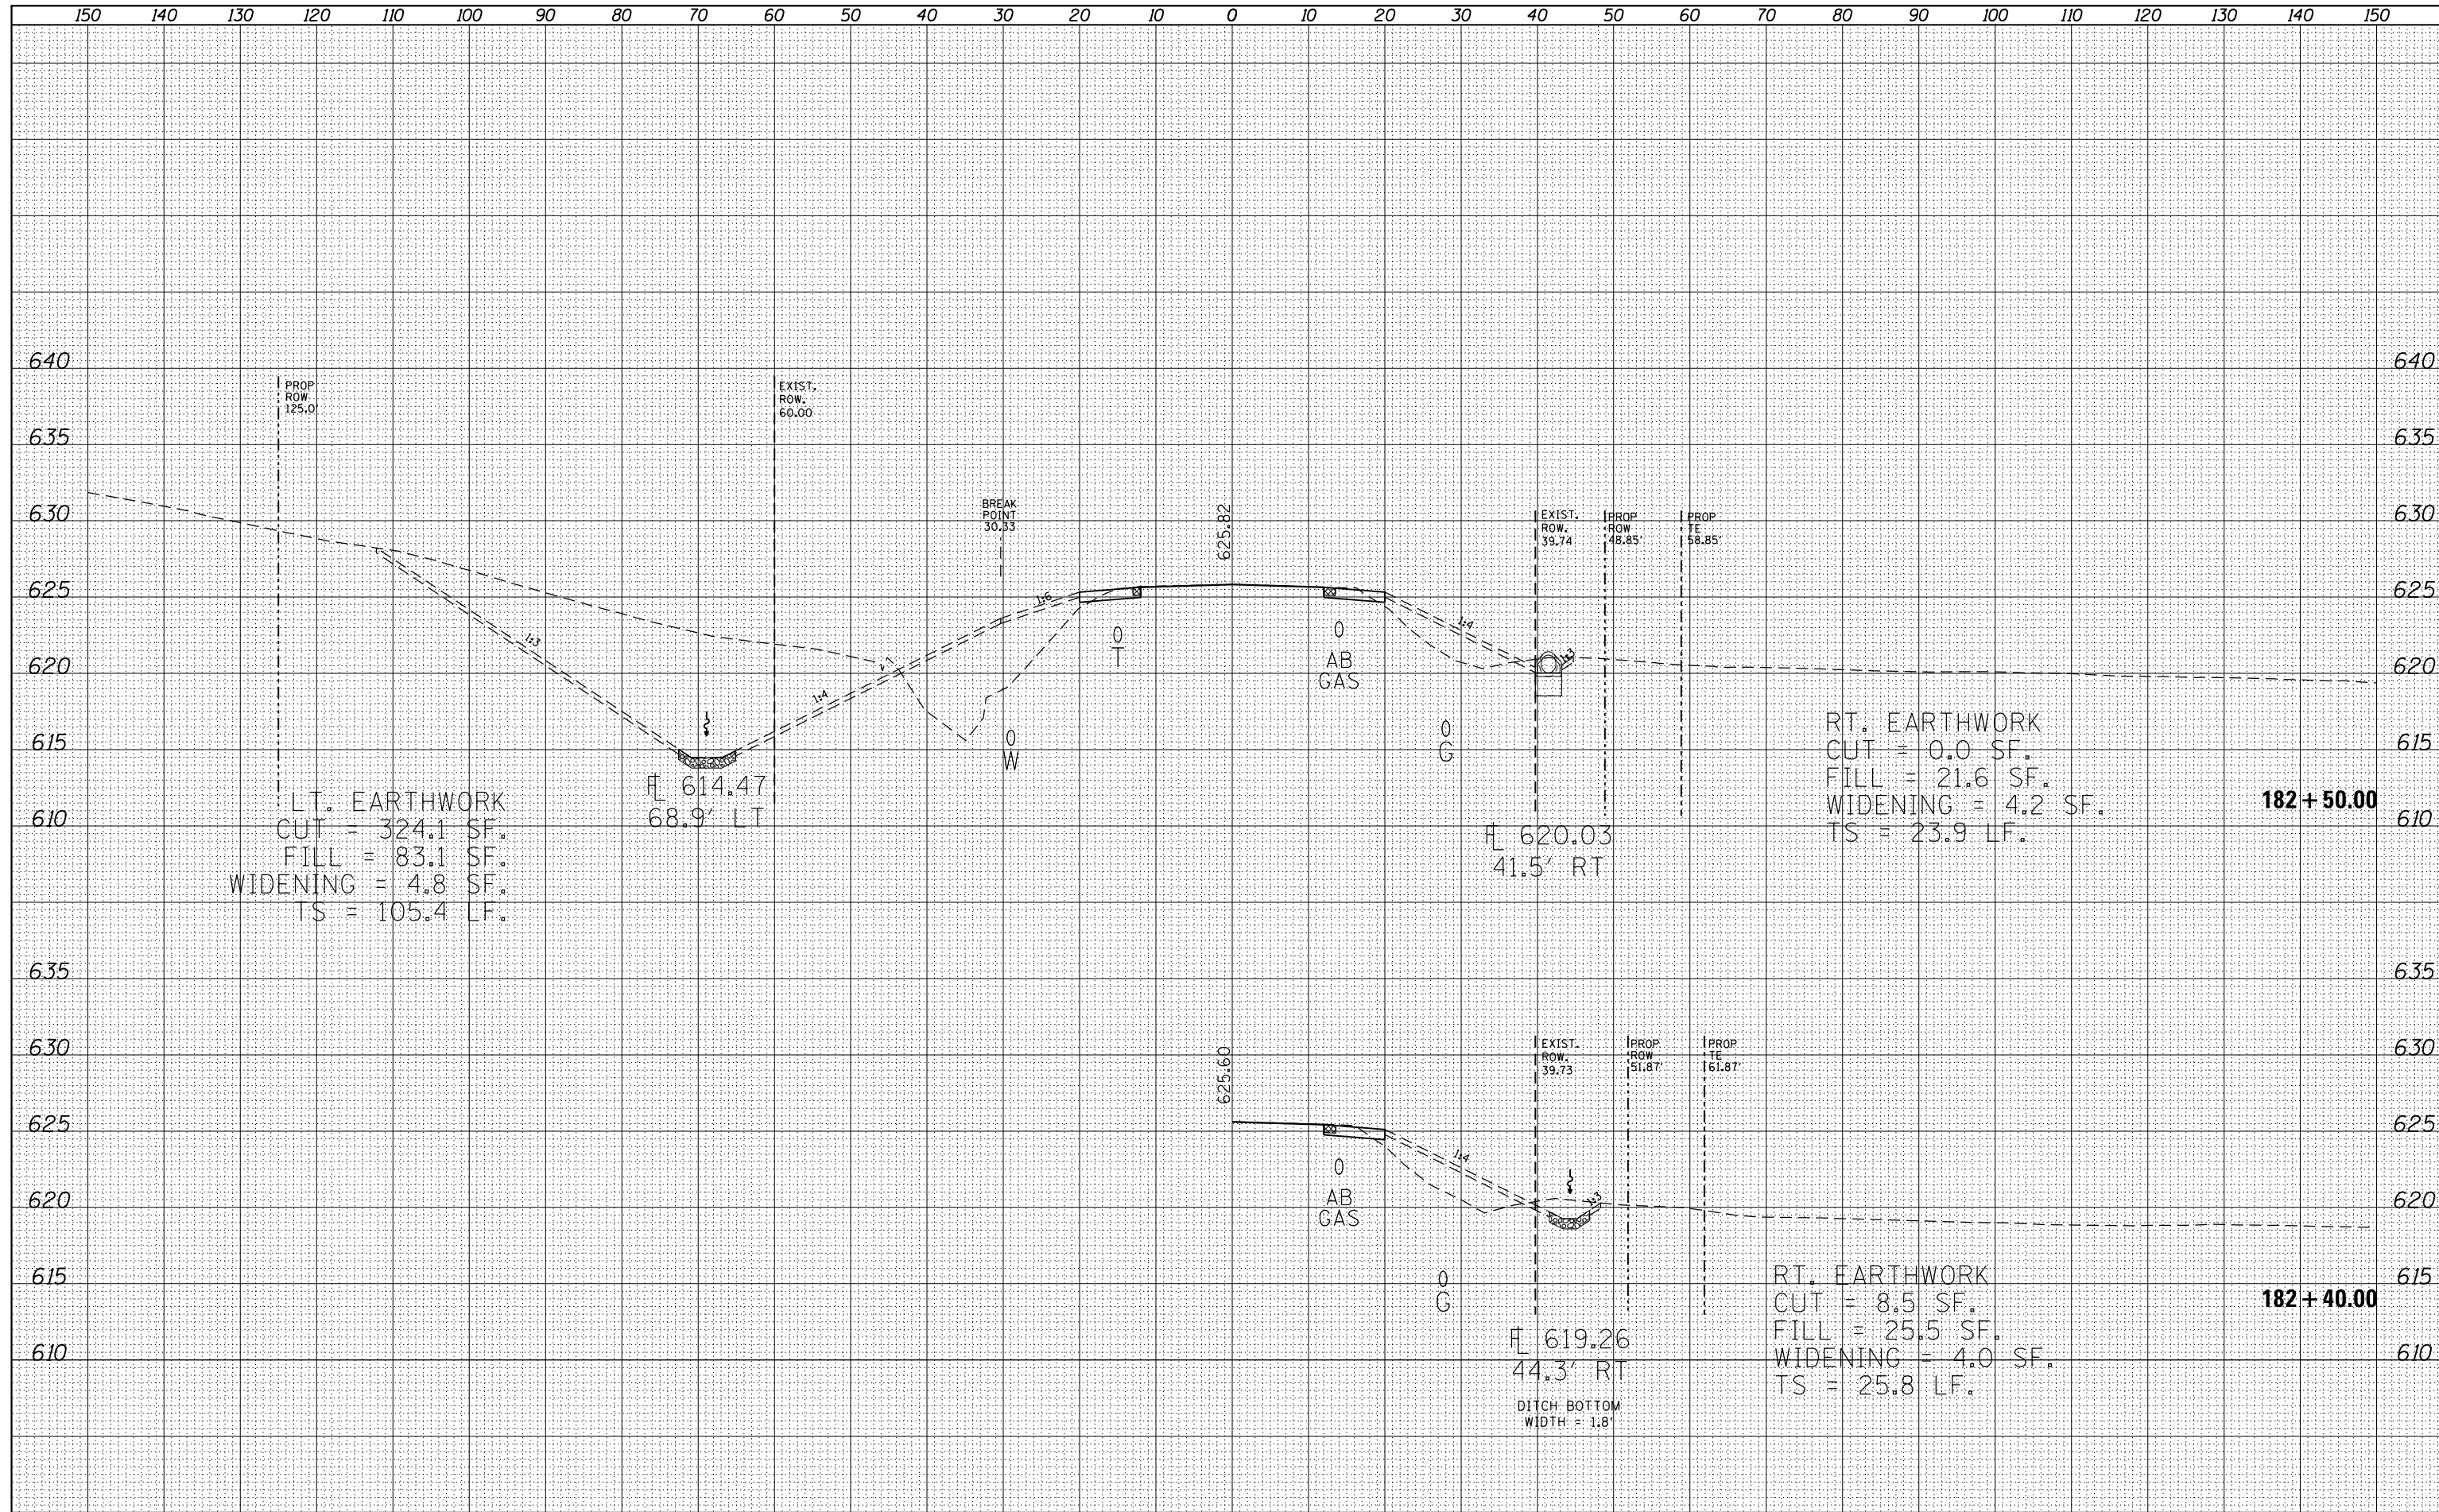 150 140 130 120 110 100 90 80 70 60 50 40 30 20 10 0 10 20 30 40 50 60 70 80 90 100 110 120 130 140 150
640 640
PROP
ROW
125.0'
EXIST.
ROW.
60.00
635 635
630 630
BREAK
POINT
30.33
625.82
EXIST.
ROW.
39.74
PROP
ROW
48.85'
PROP
TE
58.85'
625 625
1:6
1:4
1:3
1:3
1:4
0
T
0
AB
GAS
620 620
0
W
0
G
615 615
℄ 614.47
68.9' LT
LT. EARTHWORK
CUT = 324.1 SF.
FILL = 83.1 SF.
WIDENING = 4.8 SF.
TS = 105.4 LF.
RT. EARTHWORK
CUT = 0.0 SF.
FILL = 21.6 SF.
WIDENING = 4.2 SF.
TS = 23.9 LF.
182+50.00
610 610
FL 620.03
41.5' RT
635 635
630 630
625.60
EXIST.
ROW.
39.73
PROP
ROW
51.87'
PROP
TE
61.87'
625 625
1:4
1:3
0
AB
GAS
620 620
0
G
615 615
RT. EARTHWORK
CUT = 8.5 SF.
FILL = 25.5 SF.
WIDENING = 4.0 SF.
TS = 25.8 LF.
182+40.00
610 610
FL 619.26
44.3' RT
DITCH BOTTOM
WIDTH = 1.8'